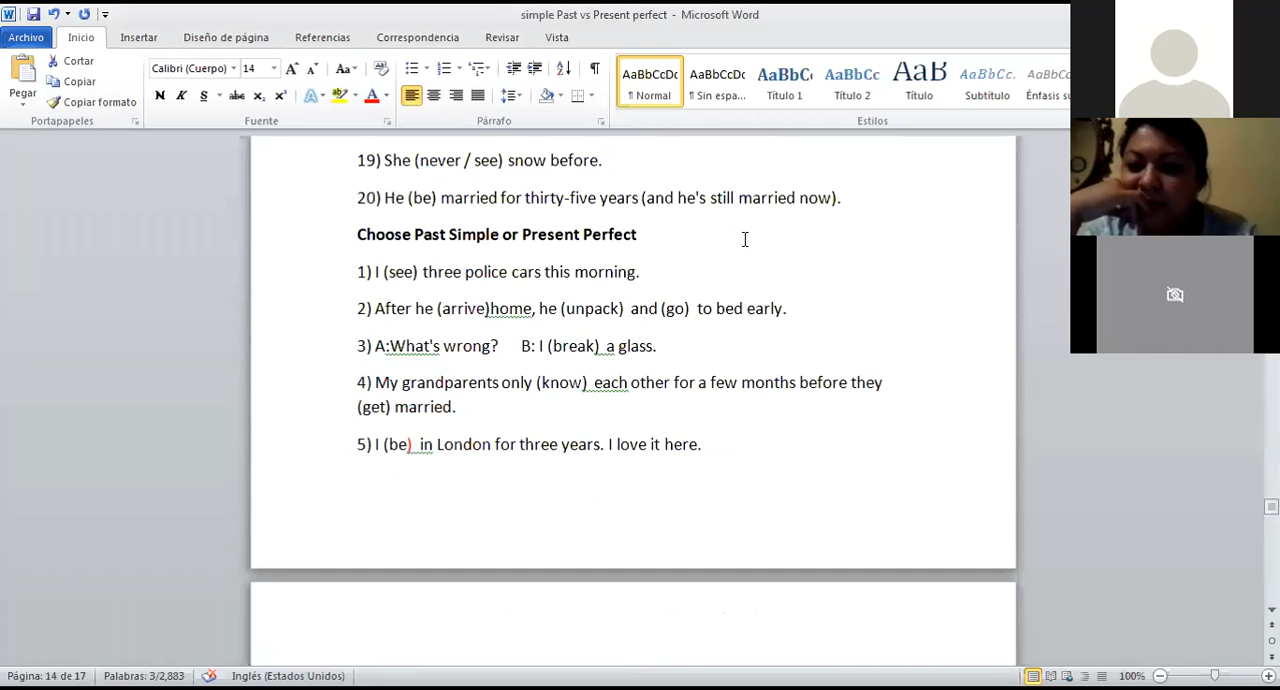 simple Past vs Present perfect - Microsoft Word
Archivo Inicio Insertar Diseño de página Referencias Correspondencia Revisar Vista
Pegar
Cortar
Copiar
Copiar formato
Portapapeles
Calibri (Cuerpo) 14
N K S abc x₂ x² A
Fuente
Párrafo
AaBbCcDc AaBbCcDc AaBbC AaBbCc AaB AaBbCc. AaBbCcDc
¶ Normal ¶ Sin espa... Título 1 Título 2 Título Subtítulo Énfasis su
Estilos
19) She (never / see) snow before.
20) He (be) married for thirty-five years (and he's still married now).
Choose Past Simple or Present Perfect
1) I (see) three police cars this morning.
2) After he (arrive)home, he (unpack) and (go) to bed early.
3) A:What's wrong? B: I (break) a glass.
4) My grandparents only (know) each other for a few months before they
(get) married.
5) I (be) in London for three years. I love it here.
Página: 14 de 17 Palabras: 3/2,883 Inglés (Estados Unidos) 100%